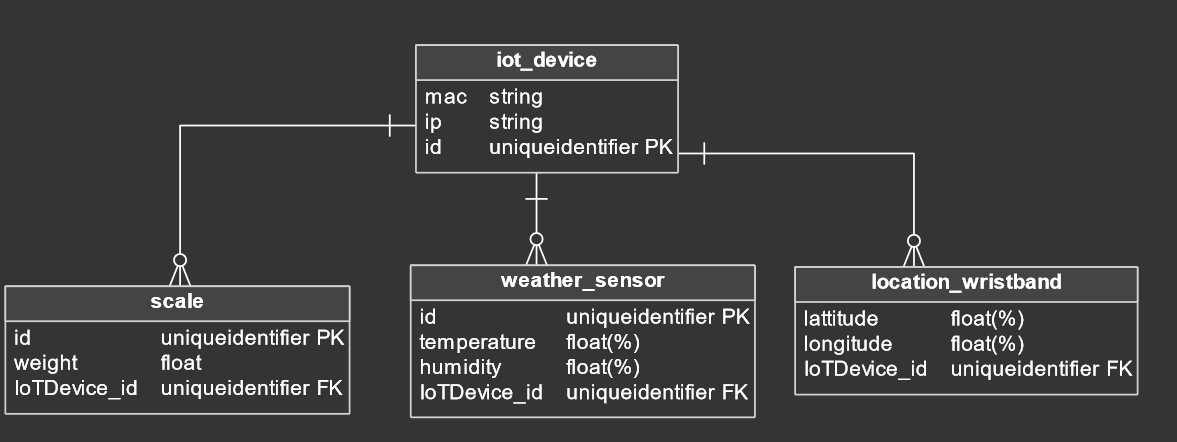 iot_device
mac string
ip string
id uniqueidentifier PK
scale
id uniqueidentifier PK
weight float
IoTDevice_id uniqueidentifier FK
weather_sensor
id uniqueidentifier PK
temperature float(%)
humidity float(%)
IoTDevice_id uniqueidentifier FK
location_wristband
lattitude float(%)
longitude float(%)
IoTDevice_id uniqueidentifier FK